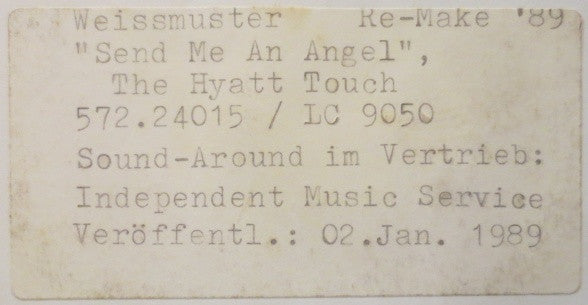 Weissmuster Re-Make '89
"Send Me An Angel",
The Hyatt Touch
572.24015 / LC 9050
Sound-Around im Vertrieb:
Independent Music Service
Veröffentl.: 02.Jan. 1989